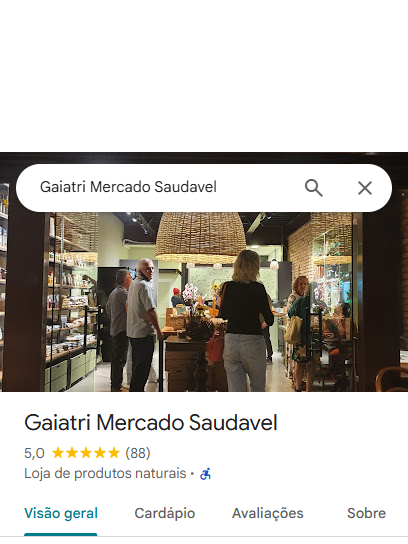 Gaiatri Mercado Saudavel
Gaiatri Mercado Saudavel
5,0 ★★★★★ (88)
Loja de produtos naturais ·
Visão geral Cardápio Avaliações Sobre